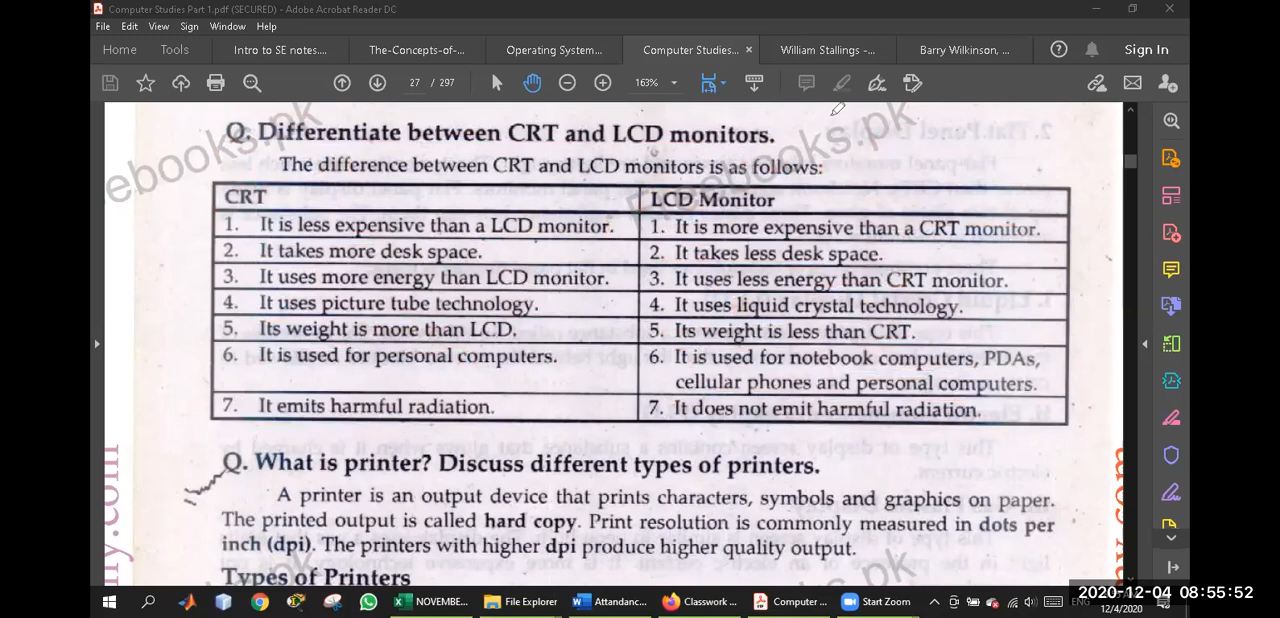 Computer Studies Part 1.pdf (SECURED) - Adobe Acrobat Reader DC
File Edit View Sign Window Help
Home Tools Intro to SE notes.... The-Concepts-of-... Operating System... Computer Studies... × William Stallings -... Barry Wilkinson, ... Sign In
27 / 297 163%
Q. Differentiate between CRT and LCD monitors.
The difference between CRT and LCD monitors is as follows:
CRT LCD Monitor
1. It is less expensive than a LCD monitor. 1. It is more expensive than a CRT monitor.
2. It takes more desk space. 2. It takes less desk space.
3. It uses more energy than LCD monitor. 3. It uses less energy than CRT monitor.
4. It uses picture tube technology. 4. It uses liquid crystal technology.
5. Its weight is more than LCD. 5. Its weight is less than CRT.
6. It is used for personal computers. 6. It is used for notebook computers, PDAs,
cellular phones and personal computers.
7. It emits harmful radiation. 7. It does not emit harmful radiation.
Q. What is printer? Discuss different types of printers.
A printer is an output device that prints characters, symbols and graphics on paper.
The printed output is called hard copy. Print resolution is commonly measured in dots per
inch (dpi). The printers with higher dpi produce higher quality output.
Types of Printers
NOVEMBE... File Explorer Attandanc... Classwork ... Computer ... Start Zoom ENG
2020-12-04 08:55:52
12/4/2020